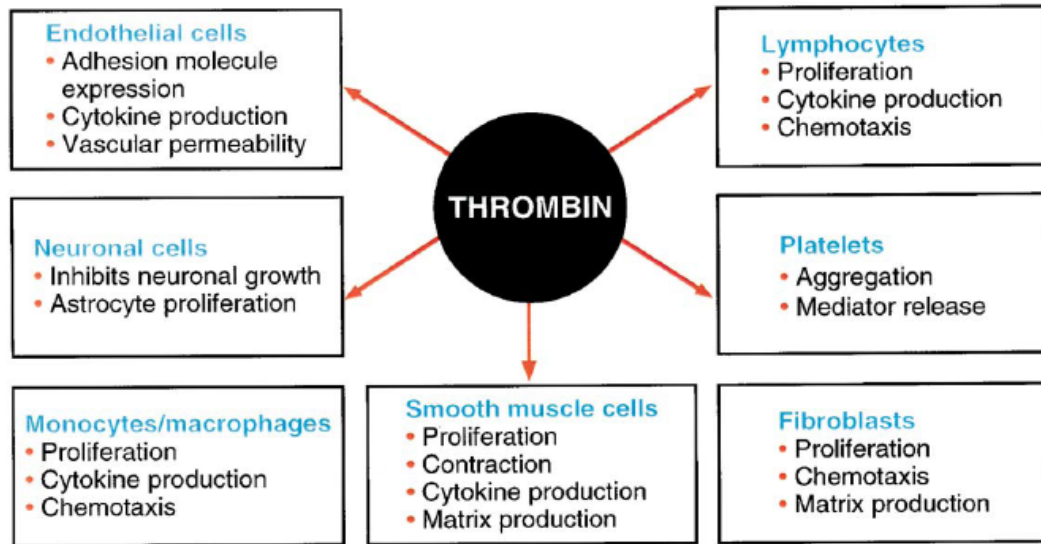 Endothelial cells
• Adhesion molecule
expression
• Cytokine production
• Vascular permeability
Lymphocytes
• Proliferation
• Cytokine production
• Chemotaxis
THROMBIN
Neuronal cells
• Inhibits neuronal growth
• Astrocyte proliferation
Platelets
• Aggregation
• Mediator release
Monocytes/macrophages
• Proliferation
• Cytokine production
• Chemotaxis
Smooth muscle cells
• Proliferation
• Contraction
• Cytokine production
• Matrix production
Fibroblasts
• Proliferation
• Chemotaxis
• Matrix production